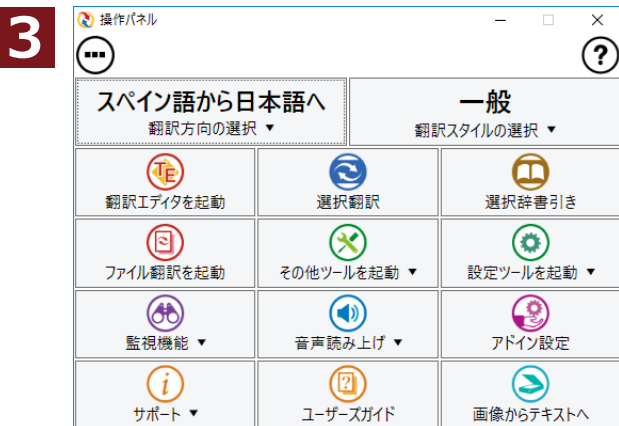 3
操作パネル
スペイン語から日本語へ
翻訳方向の選択 ▼
一般
翻訳スタイルの選択 ▼
TE
翻訳エディタを起動
選択翻訳
選択辞書引き
ファイル翻訳を起動
その他ツールを起動 ▼
設定ツールを起動 ▼
監視機能 ▼
音声読み上げ ▼
アドイン設定
サポート ▼
ユーザーズガイド
画像からテキストへ